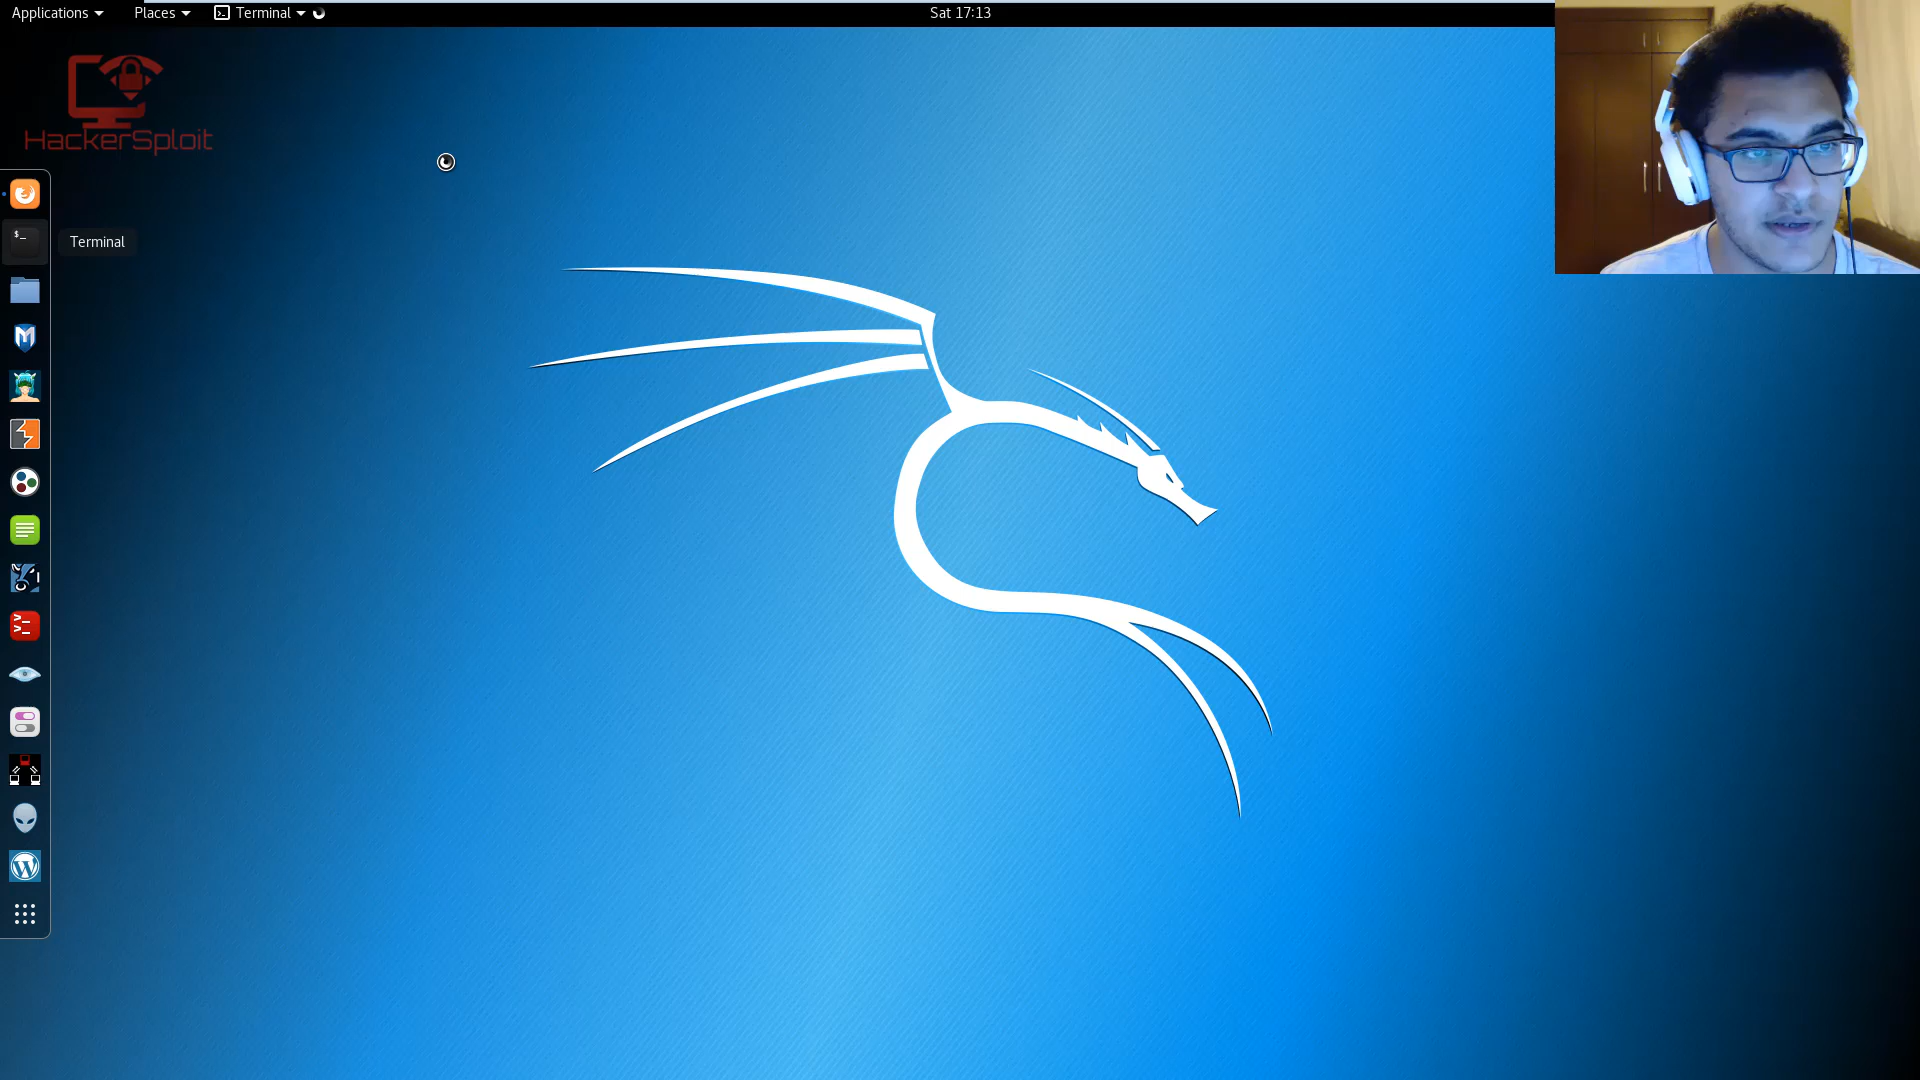 Applications
Places
Terminal
Sat 17:13
HackerSploit
$_
Terminal